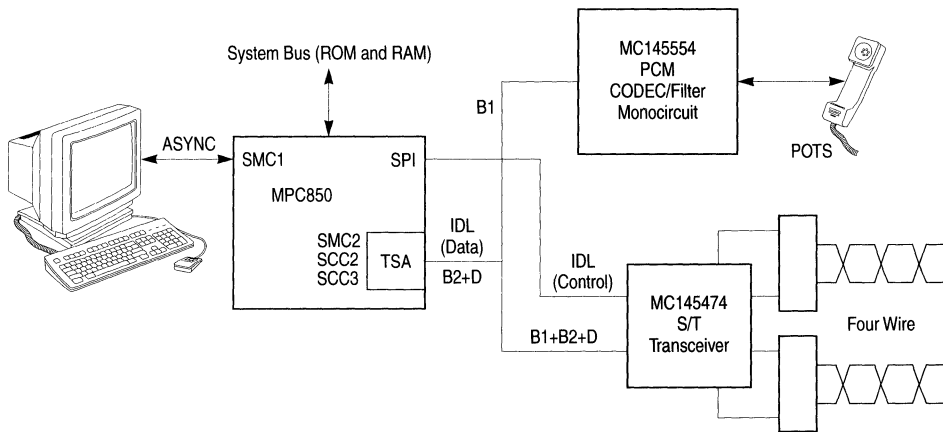 System Bus (ROM and RAM)
MC145554
PCM
CODEC/Filter
Monocircuit
B1
POTS
ASYNC
SMC1
SPI
MPC850
SMC2
SCC2
SCC3
TSA
IDL
(Data)
B2+D
IDL
(Control)
B1+B2+D
MC145474
S/T
Transceiver
Four Wire